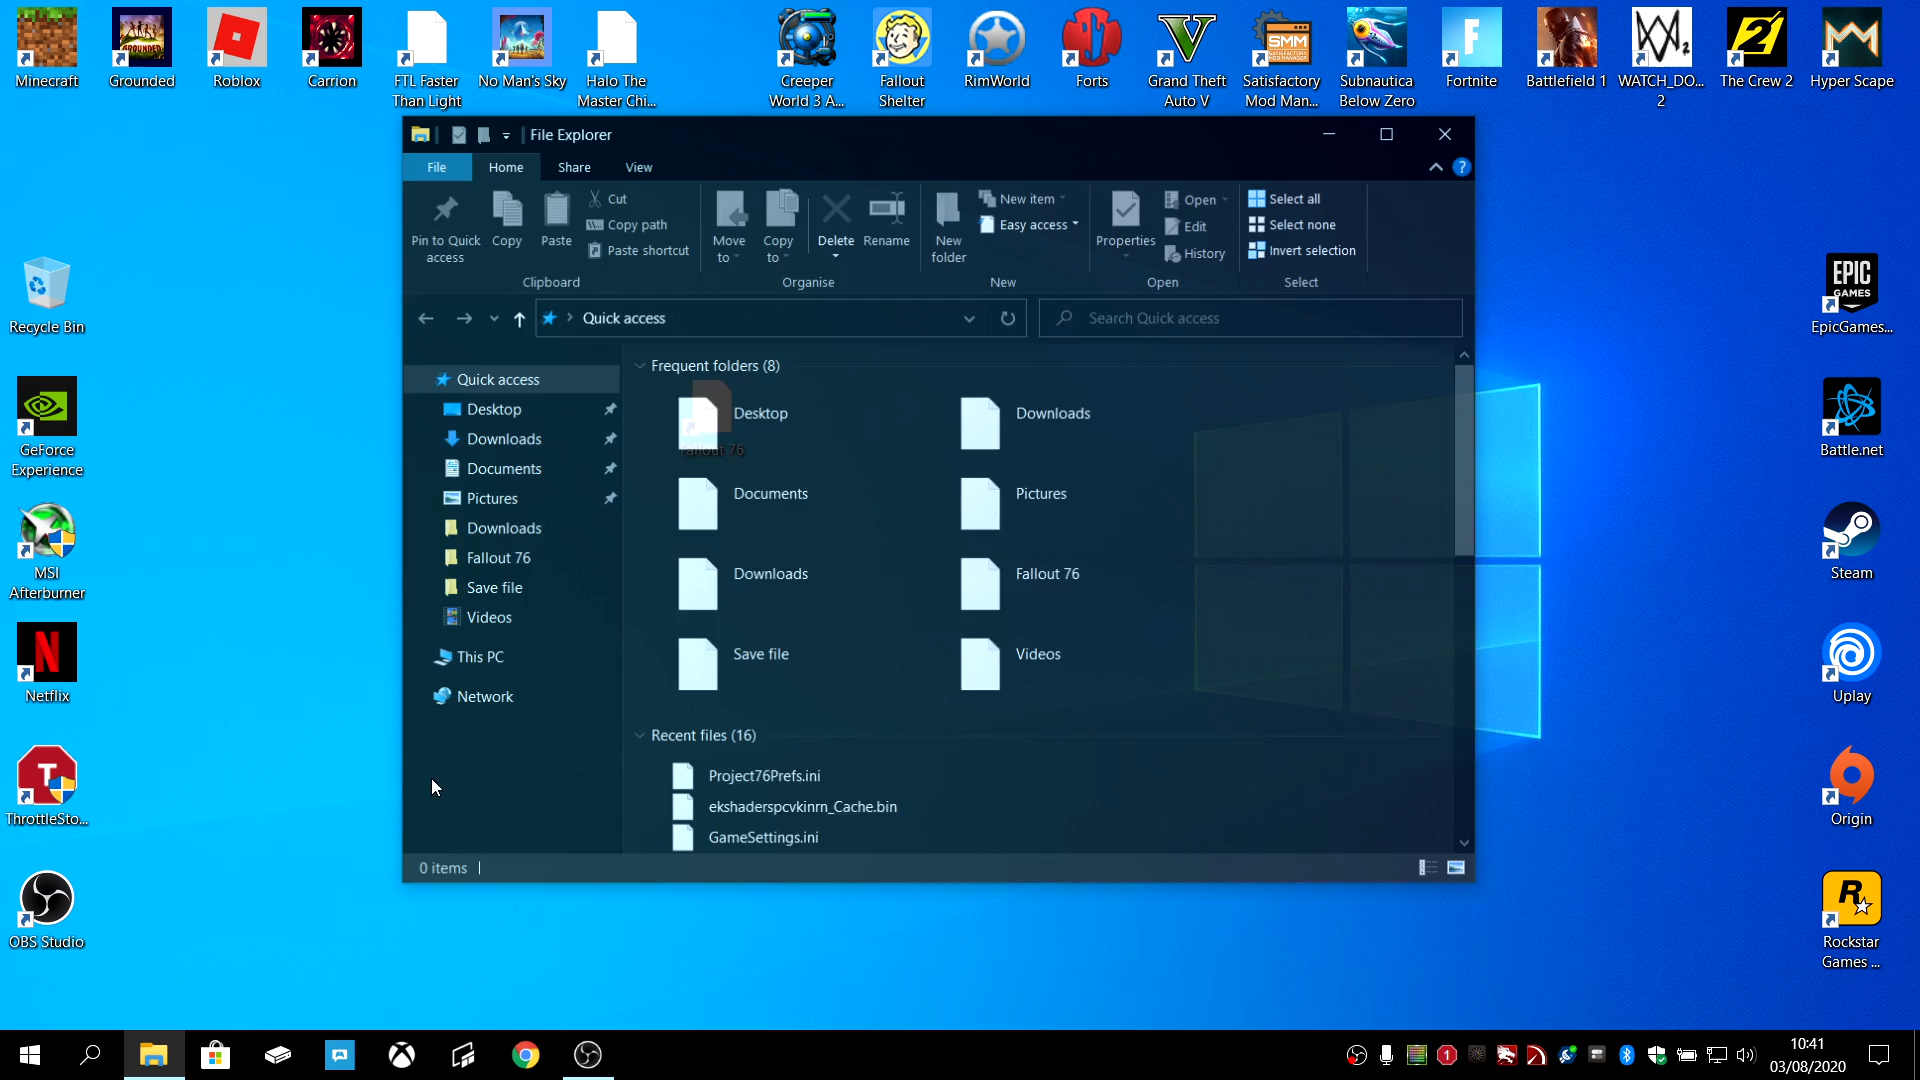 Minecraft
Grounded
GROUNDED
Roblox
Carrion
FTL Faster
Than Light
No Man's Sky
Halo The
Master Chi...
Creeper
World 3 A...
Fallout
Shelter
RimWorld
Forts
Grand Theft
Auto V
SMM
Satisfactory
Mod Man...
Subnautica
Below Zero
Fortnite
Battlefield 1
WATCH_DO...
2
The Crew 2
Hyper Scape
File Explorer
File
Home
Share
View
Pin to Quick
access
Copy
Paste
Cut
Copy path
Paste shortcut
Clipboard
Move
to
Copy
to
Delete
Rename
Organise
New
folder
New item
Easy access
New
Properties
Open
Edit
History
Open
Select all
Select none
Invert selection
Select
Quick access
Search Quick access
Quick access
Desktop
Downloads
Documents
Pictures
Downloads
Fallout 76
Save file
Videos
This PC
Network
Frequent folders (8)
Desktop
fallout 76
Downloads
Documents
Pictures
Downloads
Fallout 76
Save file
Videos
Recent files (16)
Project76Prefs.ini
ekshaderspcvkinrn_Cache.bin
GameSettings.ini
0 items
Recycle Bin
GeForce
Experience
MSI
Afterburner
Netflix
ThrottleSto...
OBS Studio
EPIC
GAMES
EpicGames...
Battle.net
Steam
Uplay
Origin
Rockstar
Games ...
10:41
03/08/2020